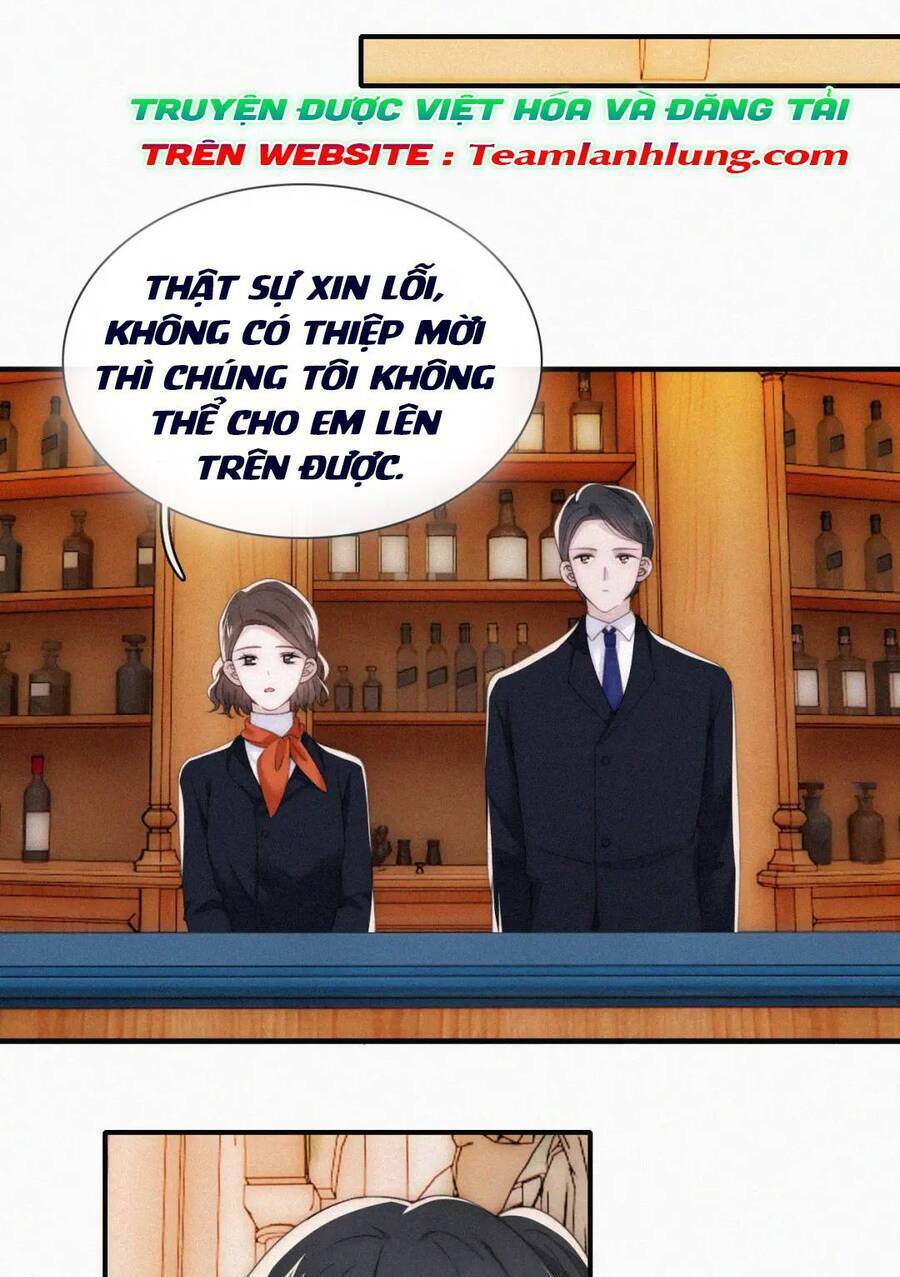 TRUYỆN ĐƯỢC VIỆT HÓA VÀ ĐĂNG TẢI
TRÊN WEBSITE : Teamlanhlung.com
THẬT SỰ XIN LỖI,
KHÔNG CÓ THIỆP MỜI
THÌ CHÚNG TÔI KHÔNG
THỂ CHO EM LÊN
TRÊN ĐƯỢC.